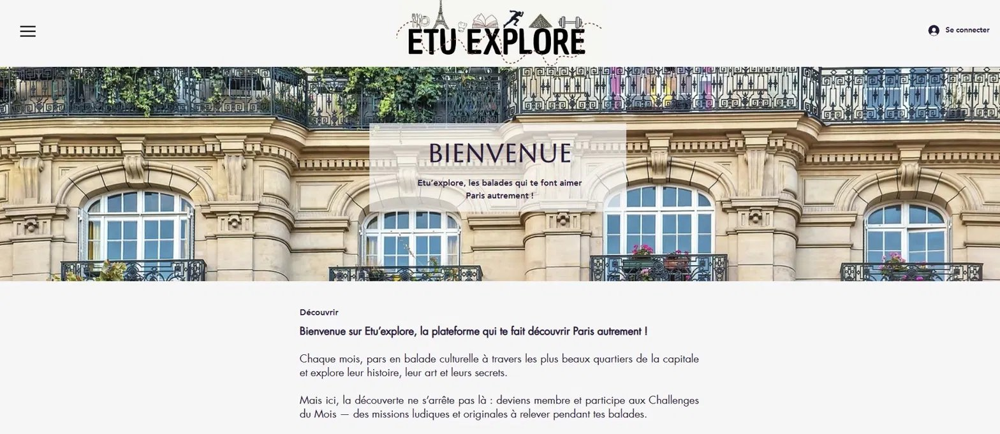 ETU EXPLORE
Se connecter
BIENVENUE
Etu’explore, les balades qui te font aimer
Paris autrement !
Découvrir
Bienvenue sur Etu’explore, la plateforme qui te fait découvrir Paris autrement !
Chaque mois, pars en balade culturelle à travers les plus beaux quartiers de la capitale
et explore leur histoire, leur art et leurs secrets.
Mais ici, la découverte ne s’arrête pas là : deviens membre et participe aux Challenges
du Mois — des missions ludiques et originales à relever pendant tes balades.